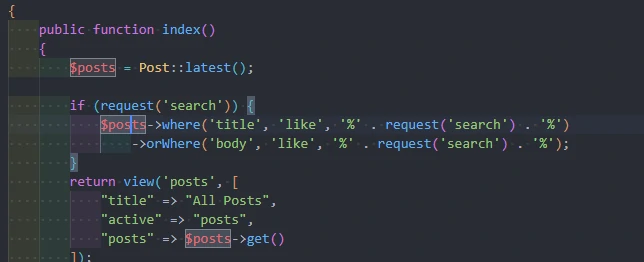 {
    public function index()
    {
        $posts = Post::latest();
        if (request('search')) {
            $posts->where('title', 'like', '%' . request('search') . '%')
                ->orWhere('body', 'like', '%' . request('search') . '%');
        }
        return view('posts', [
            "title" => "All Posts",
            "active" => "posts",
            "posts" => $posts->get()
        ]);